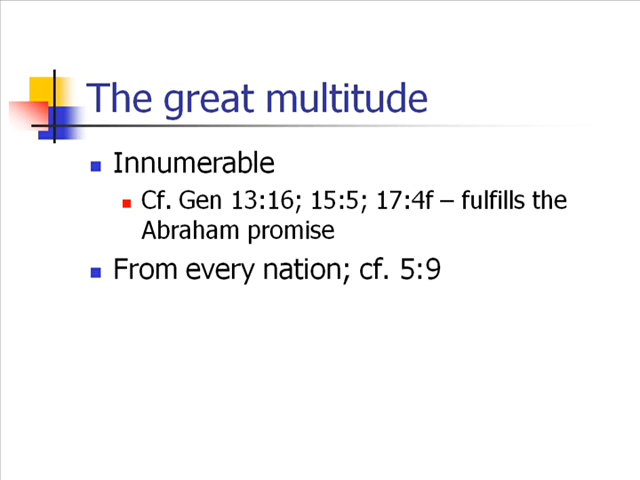 The great multitude
Innumerable
Cf. Gen 13:16; 15:5; 17:4f – fulfills the
Abraham promise
From every nation; cf. 5:9